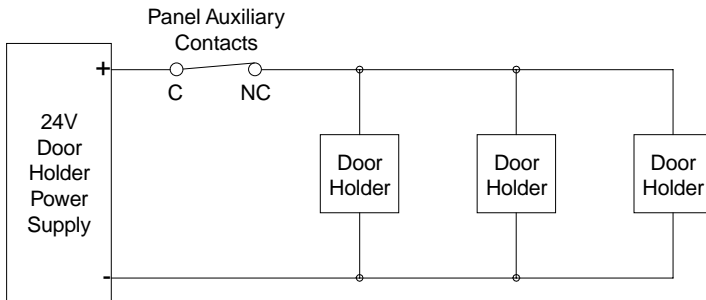 Panel Auxiliary
Contacts
+
C
NC
24V
Door
Holder
Power
Supply
Door
Holder
Door
Holder
Door
Holder
-